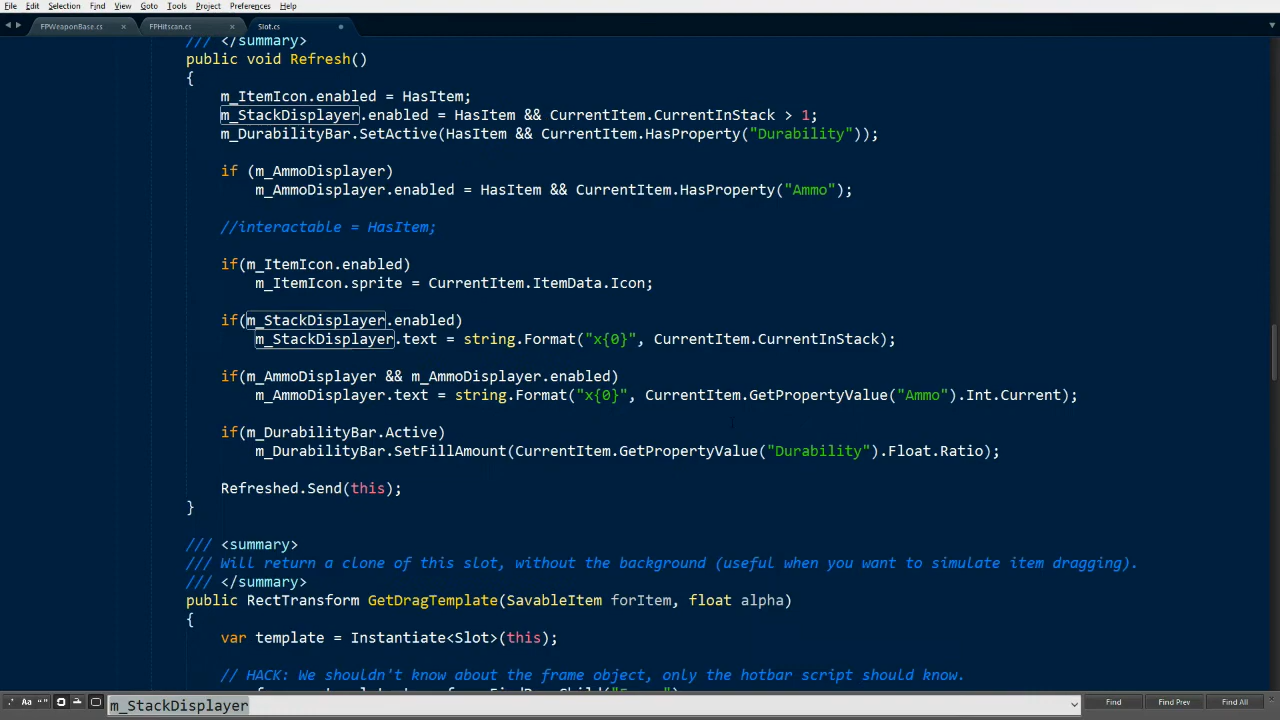 File Edit Selection Find View Goto Tools Project Preferences Help
FPWeaponBase.cs × FPHitscan.cs × Slot.cs
/// </summary>
public void Refresh()
{
m_ItemIcon.enabled = HasItem;
m_StackDisplayer.enabled = HasItem && CurrentItem.CurrentInStack > 1;
m_DurabilityBar.SetActive(HasItem && CurrentItem.HasProperty("Durability"));
if (m_AmmoDisplayer)
m_AmmoDisplayer.enabled = HasItem && CurrentItem.HasProperty("Ammo");
//interactable = HasItem;
if(m_ItemIcon.enabled)
m_ItemIcon.sprite = CurrentItem.ItemData.Icon;
if(m_StackDisplayer.enabled)
m_StackDisplayer.text = string.Format("x{0}", CurrentItem.CurrentInStack);
if(m_AmmoDisplayer && m_AmmoDisplayer.enabled)
m_AmmoDisplayer.text = string.Format("x{0}", CurrentItem.GetPropertyValue("Ammo").Int.Current);
if(m_DurabilityBar.Active)
m_DurabilityBar.SetFillAmount(CurrentItem.GetPropertyValue("Durability").Float.Ratio);
Refreshed.Send(this);
}
/// <summary>
/// Will return a clone of this slot, without the background (useful when you want to simulate item dragging).
/// </summary>
public RectTransform GetDragTemplate(SavableItem forItem, float alpha)
{
var template = Instantiate<Slot>(this);
// HACK: We shouldn't know about the frame object, only the hotbar script should know.
.* Aa "" m_StackDisplayer Find Find Prev Find All